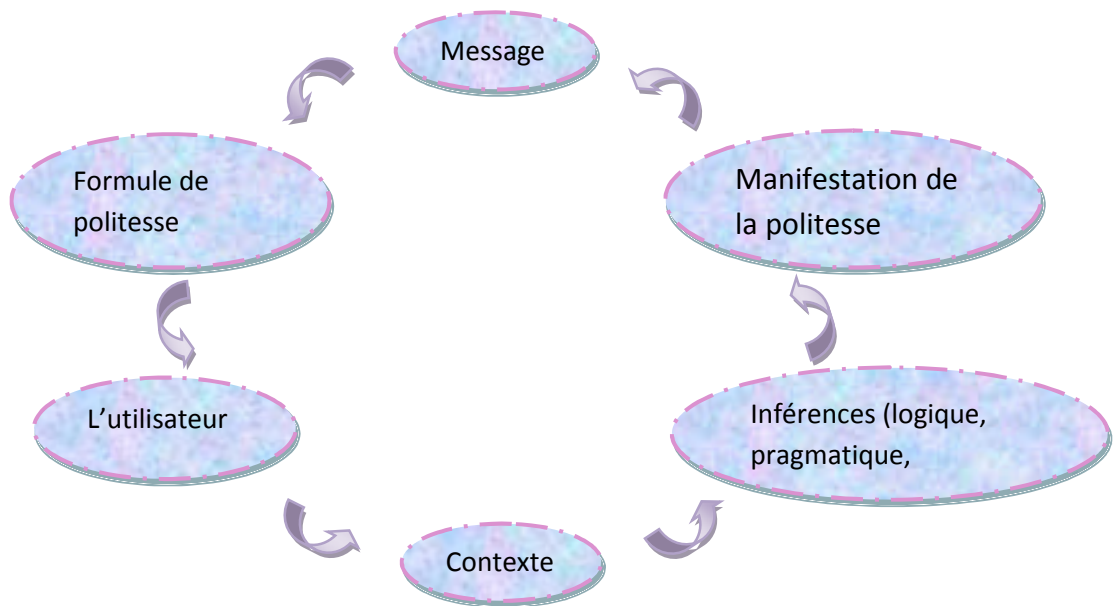 Message
Formule de
politesse
Manifestation de
la politesse
L’utilisateur
Inférences (logique,
pragmatique,
Contexte